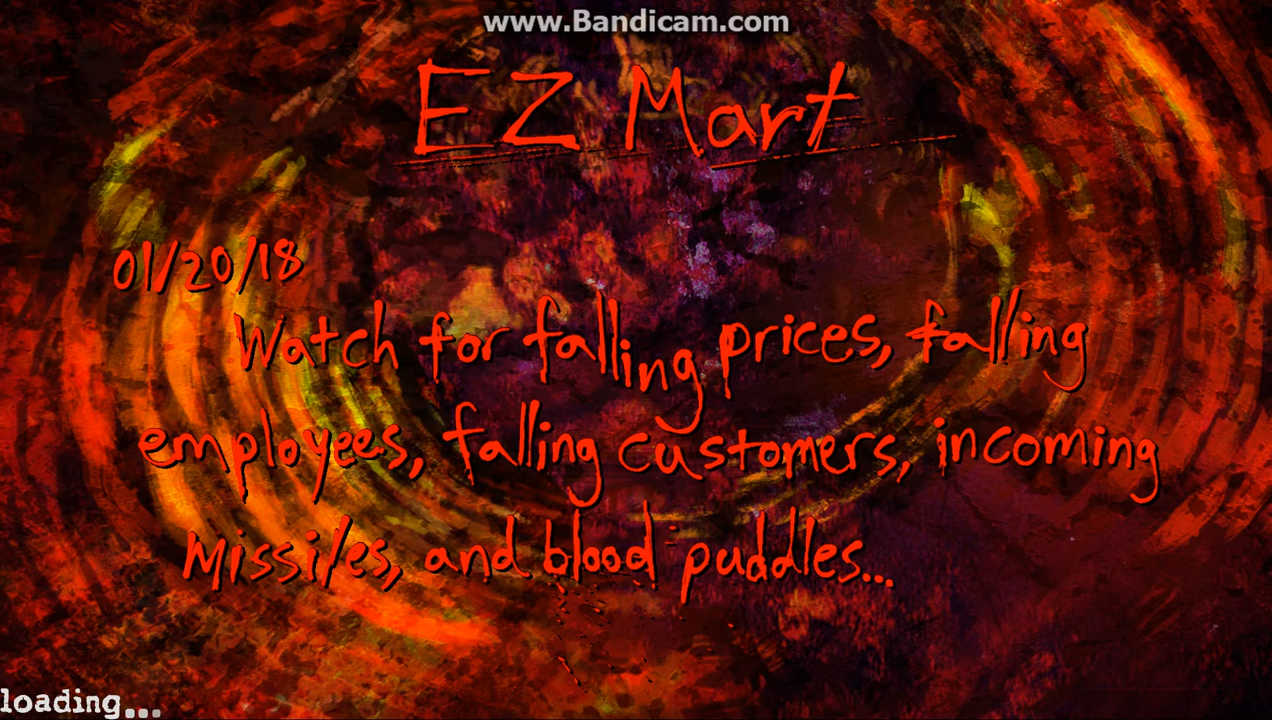 www.Bandicam.com
EZ Mart
01/20/18
Watch for falling prices, falling
employees, falling customers, incoming
Missiles, and blood puddles...
loading...